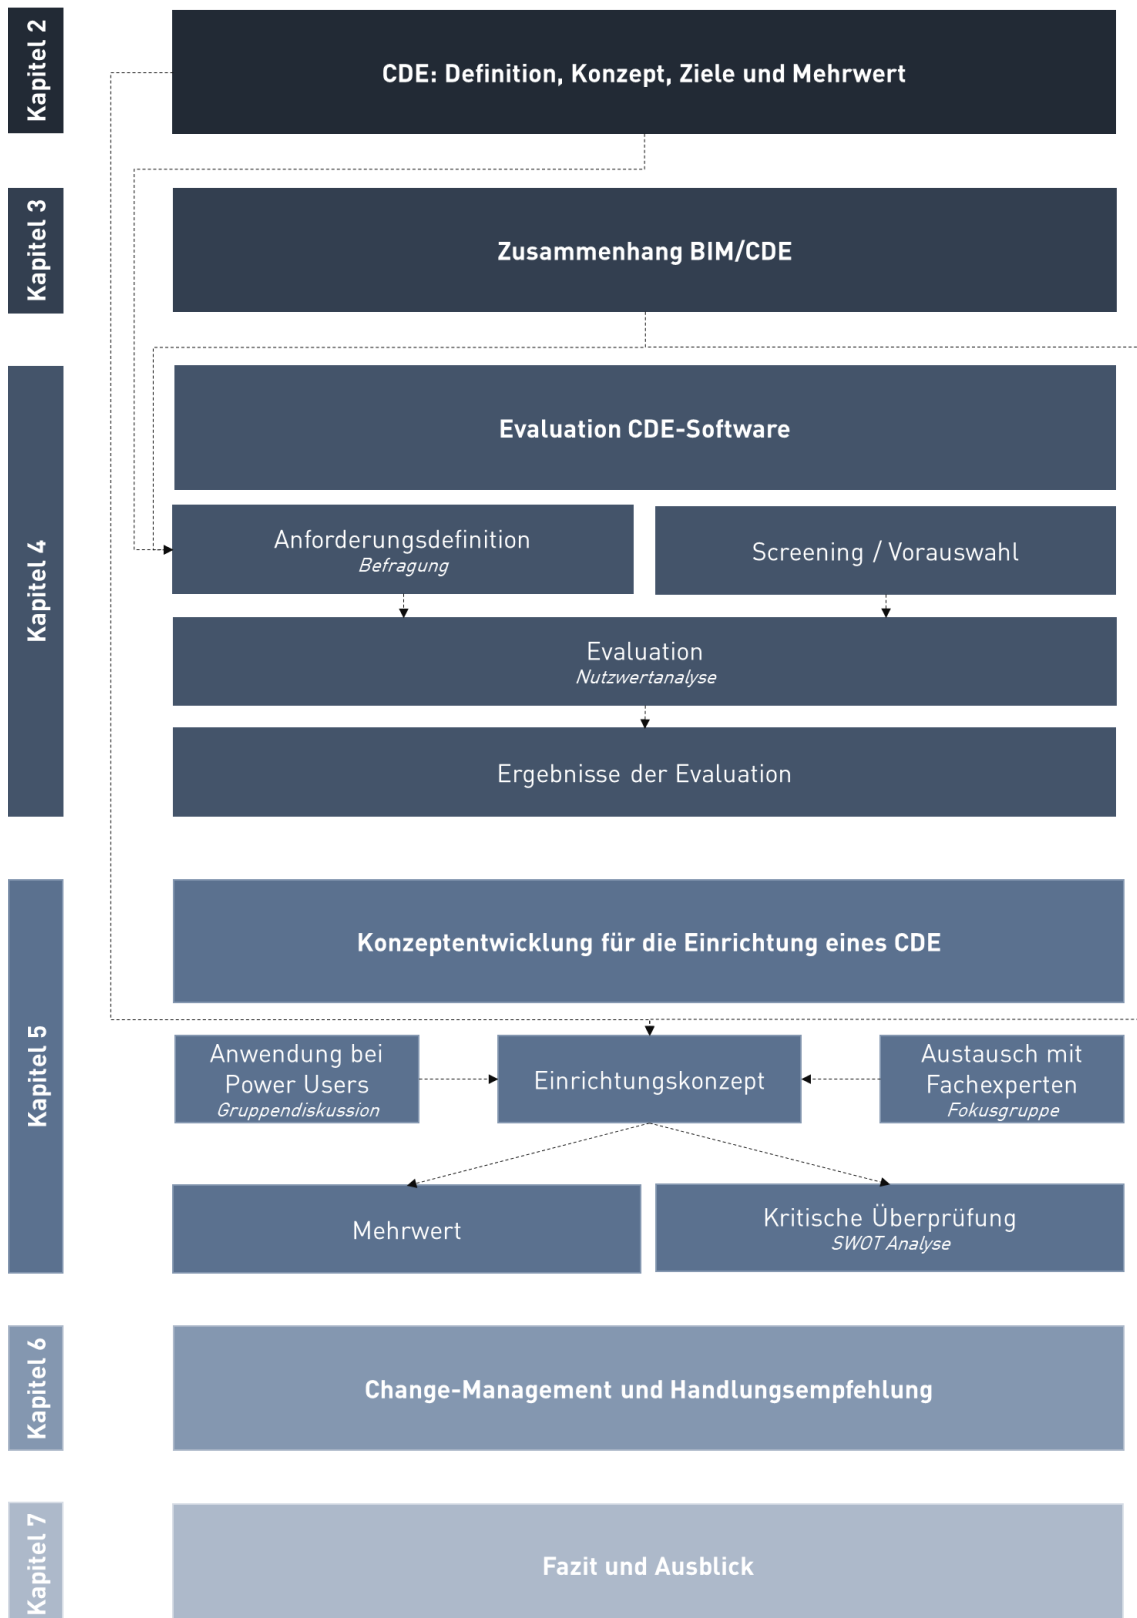 Kapitel 2
CDE: Definition, Konzept, Ziele und Mehrwert
Kapitel 3
Zusammenhang BIM/CDE
Kapitel 4
Evaluation CDE-Software
Anforderungsdefinition
Befragung
Screening / Vorauswahl
Evaluation
Nutzwertanalyse
Ergebnisse der Evaluation
Kapitel 5
Konzeptentwicklung für die Einrichtung eines CDE
Anwendung bei
Power Users
Gruppendiskussion
Einrichtungskonzept
Austausch mit
Fachexperten
Fokusgruppe
Mehrwert
Kritische Überprüfung
SWOT Analyse
Kapitel 6
Change-Management und Handlungsempfehlung
Kapitel 7
Fazit und Ausblick